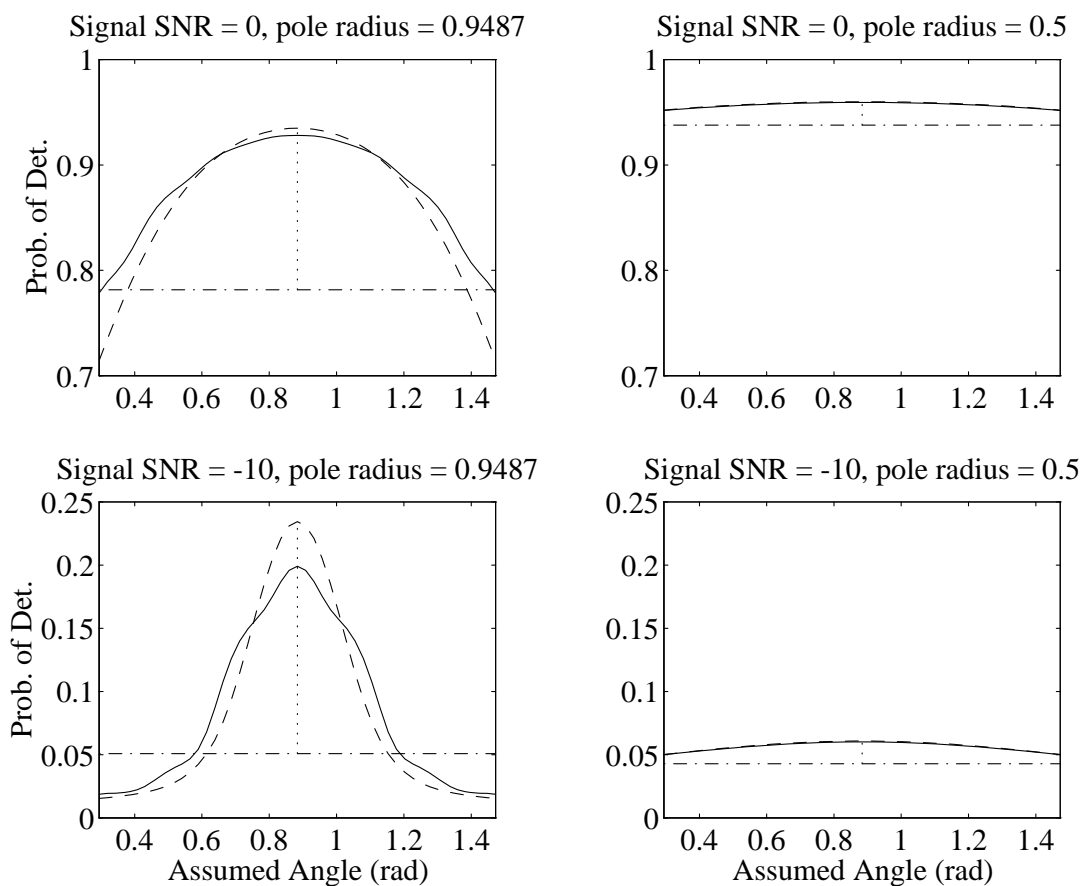 Signal SNR = 0, pole radius = 0.9487
1
0.9
0.8
0.7
Prob. of Det.
0.4 0.6 0.8 1 1.2 1.4
Signal SNR = 0, pole radius = 0.5
1
0.9
0.8
0.7
0.4 0.6 0.8 1 1.2 1.4
Signal SNR = -10, pole radius = 0.9487
0.25
0.2
0.15
0.1
0.05
0
Prob. of Det.
0.4 0.6 0.8 1 1.2 1.4
Assumed Angle (rad)
Signal SNR = -10, pole radius = 0.5
0.25
0.2
0.15
0.1
0.05
0
0.4 0.6 0.8 1 1.2 1.4
Assumed Angle (rad)